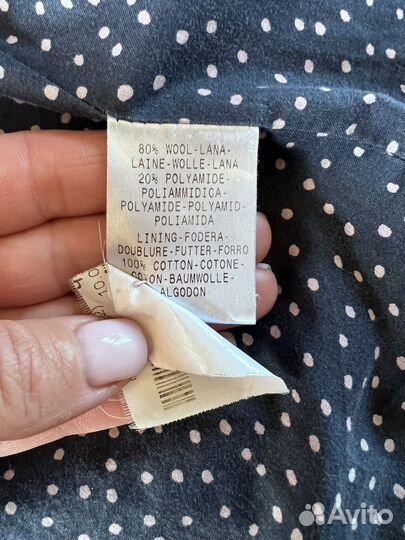 80% WOOL-LANA-
LAINE-WOLLE-LANA
20% POLYAMIDE-
POLIAMMIDICA-
POLYAMIDE-POLYAMID-
POLIAMIDA
LINING-FODERA-
DOUBLURE-FUTTER-FORRO
100% COTTON-COTONE-
BAUMWOLLE-
ALGODON
Avito